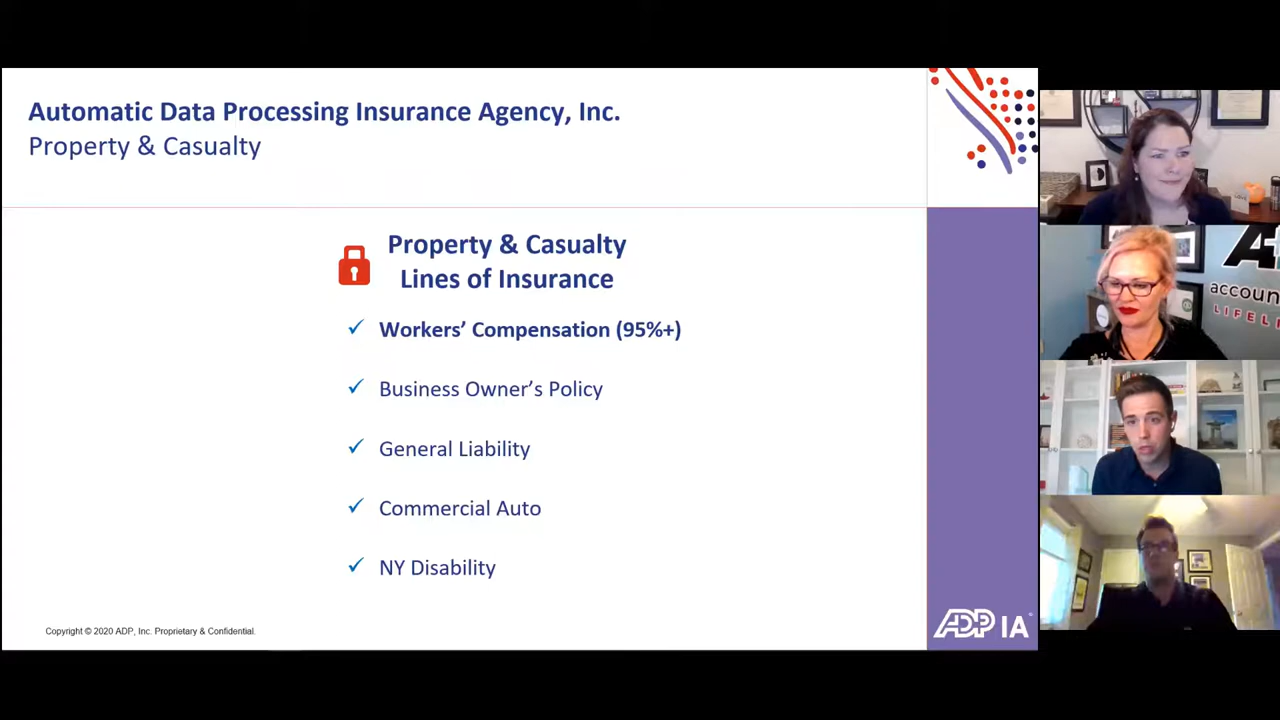 Automatic Data Processing Insurance Agency, Inc.
Property & Casualty
Property & Casualty
Lines of Insurance
✓ Workers’ Compensation (95%+)
✓ Business Owner’s Policy
✓ General Liability
✓ Commercial Auto
✓ NY Disability
Copyright © 2020 ADP, Inc. Proprietary & Confidential.
ADP IA